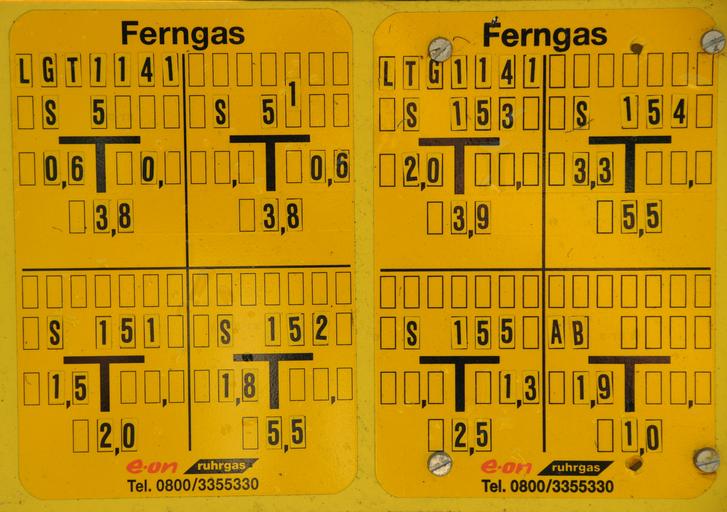 Ferngas
LGT1141
S 5
S 51
0,6 0,
, 0,6
3,8
3,8
S 151
S 152
1,5 ,
1,8 ,
2,0
5,5
e·on ruhrgas
Tel. 0800/3355330
Ferngas
LTG1141
S 153
S 154
2,0 ,
3,3 ,
3,9
5,5
S 155
AB
, 1,3
1,9 ,
2,5
1,0
e·on ruhrgas
Tel. 0800/3355330